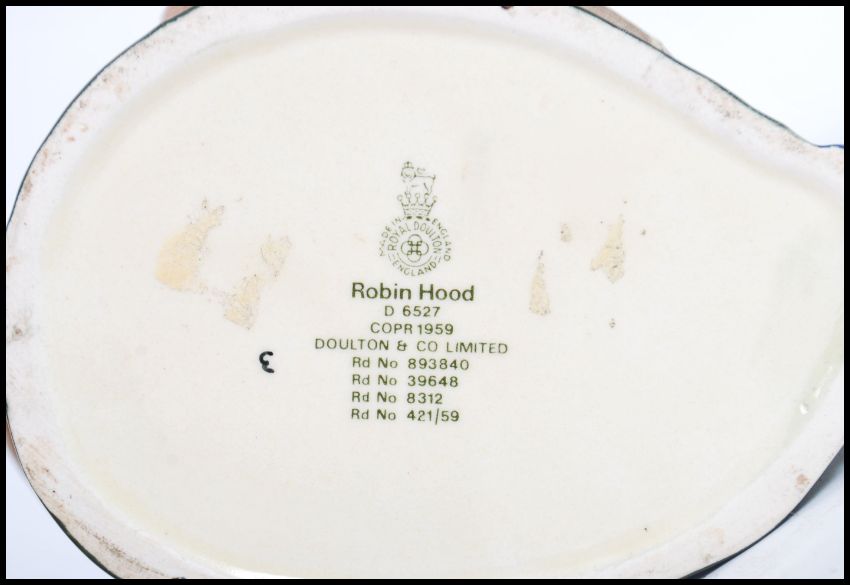 MADE IN ENGLAND
ROYAL DOULTON
ENGLAND
Robin Hood
D 6527
COPR 1959
DOULTON & CO LIMITED
Rd No 893840
Rd No 39648
Rd No 8312
Rd No 421/59
3